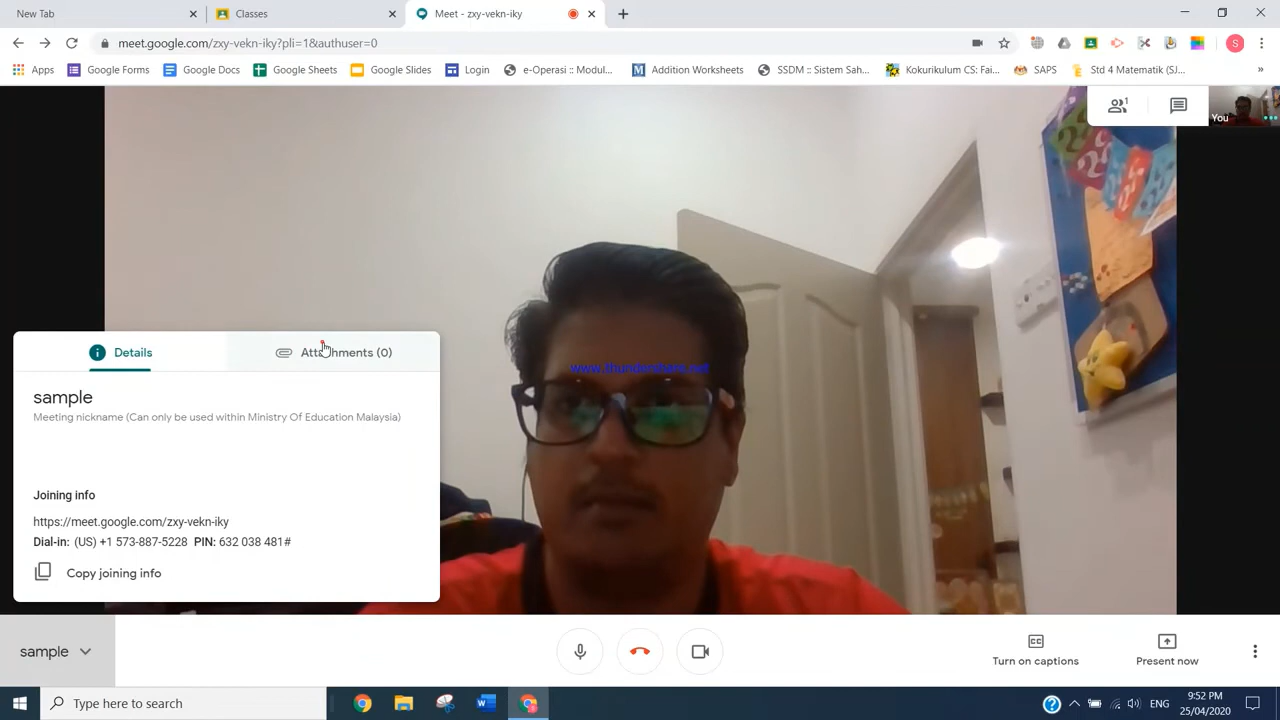 New Tab
Classes
Meet - zxy-vekn-iky
meet.google.com/zxy-vekn-iky?pli=1&authuser=0
S
Apps
Google Forms
Google Docs
Google Sheets
Google Slides
Login
e-Operasi :: Modul...
Addition Worksheets
SSDM :: Sistem Sah...
Kokurikulum CS: Fai...
SAPS
Std 4 Matematik (SJ...
»
1
You
Details
Attachments (0)
www.thundershare.net
sample
Meeting nickname (Can only be used within Ministry Of Education Malaysia)
Joining info
https://meet.google.com/zxy-vekn-iky
Dial-in: (US) +1 573-887-5228 PIN: 632 038 481#
Copy joining info
sample
CC
Turn on captions
Present now
Type here to search
ENG
9:52 PM
25/04/2020